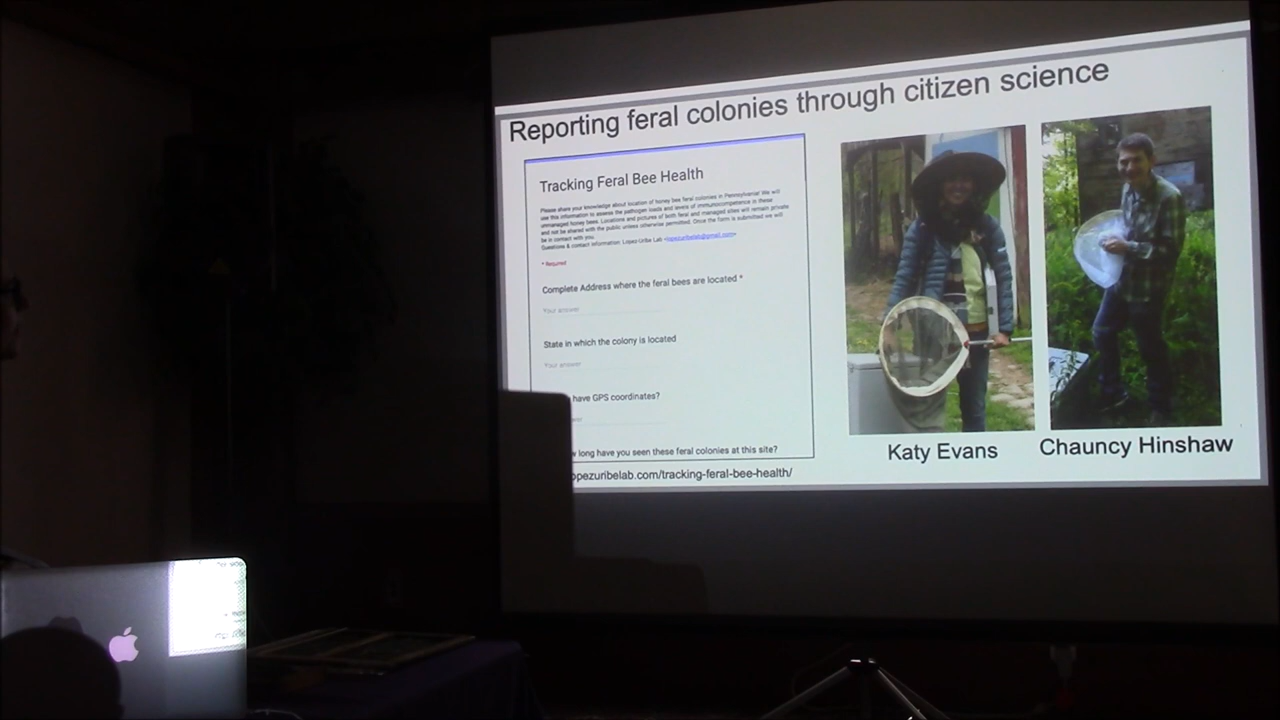 Reporting feral colonies through citizen science
Tracking Feral Bee Health
Please share your knowledge about location of honey bee feral colonies in Pennsylvania! We will
use this information to assess the pathogen loads and levels of immunocompetence in these
unmanaged honey bees. Locations and pictures of both feral and managed sites will remain private
and not be shared with the public unless otherwise permitted. Once the Form is submitted we will
be in contact with you.
Questions & contact information: Lopez-Uribe Lab <lopezuribelab@gmail.com>
* Required
Complete Address where the feral bees are located *
Your answer
State in which the colony is located
Your answer
have GPS coordinates?
w long have you seen these feral colonies at this site?
opezuribelab.com/tracking-feral-bee-health/
Katy Evans
Chauncy Hinshaw